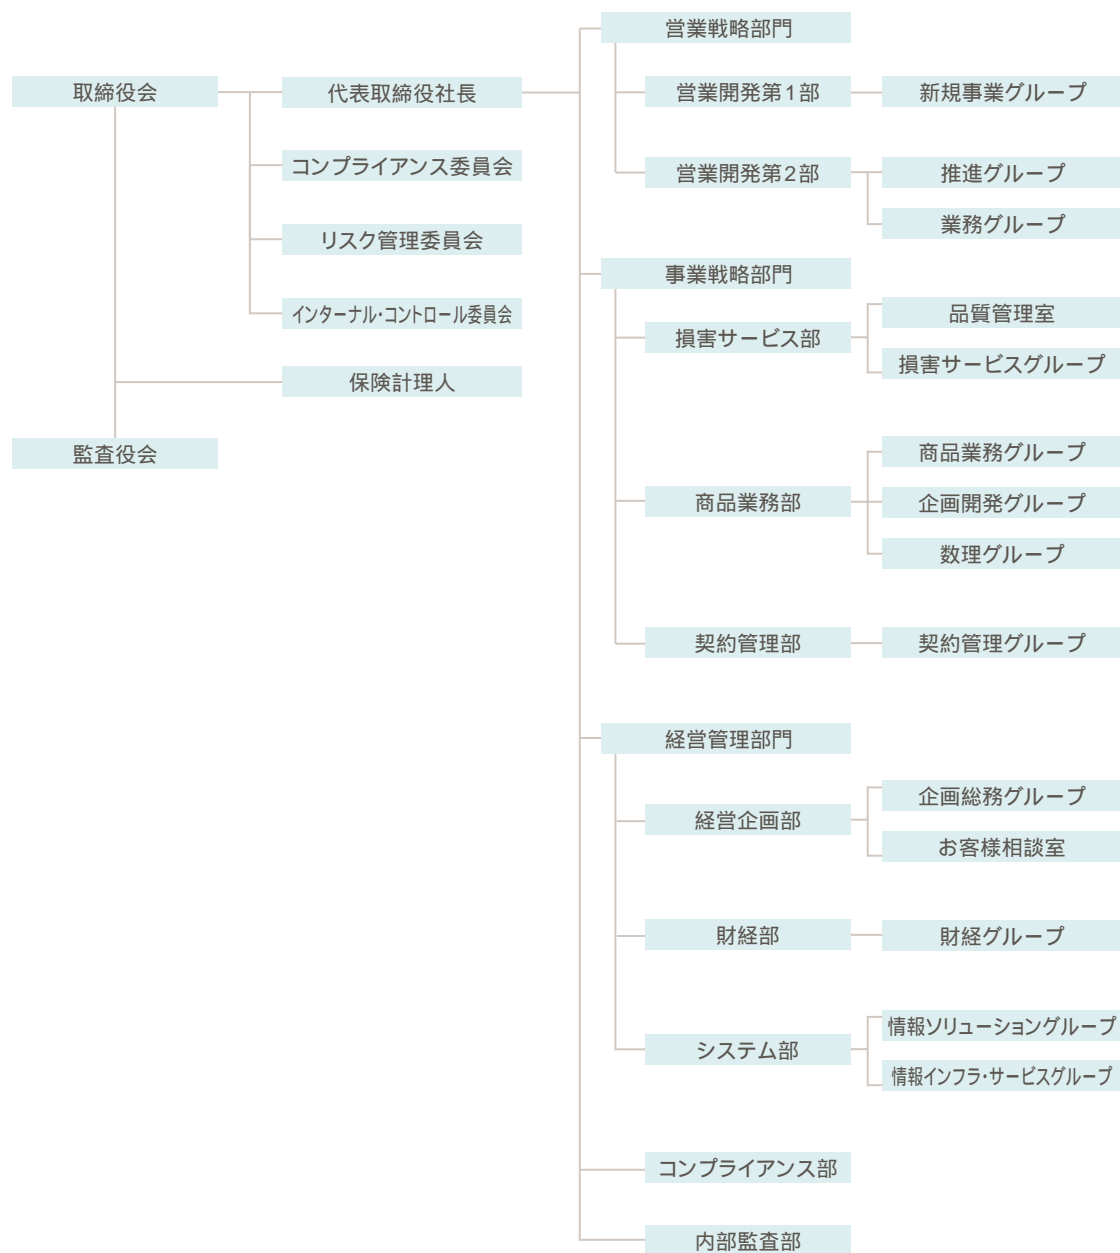 取締役会
代表取締役社長
コンプライアンス委員会
リスク管理委員会
インターナル・コントロール委員会
保険計理人
監査役会
営業戦略部門
営業開発第1部
新規事業グループ
営業開発第2部
推進グループ
業務グループ
事業戦略部門
損害サービス部
品質管理室
損害サービスグループ
商品業務部
商品業務グループ
企画開発グループ
数理グループ
契約管理部
契約管理グループ
経営管理部門
経営企画部
企画総務グループ
お客様相談室
財経部
財経グループ
システム部
情報ソリューショングループ
情報インフラ・サービスグループ
コンプライアンス部
内部監査部